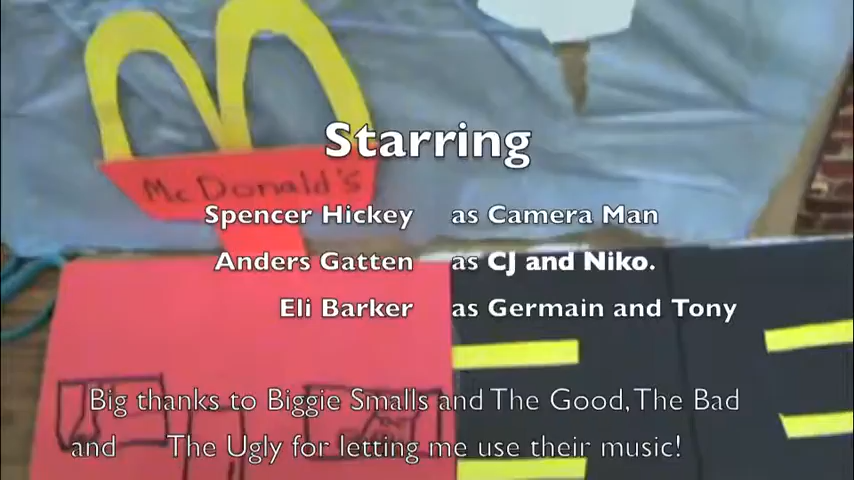 Starring
McDonald's
Spencer Hickey as Camera Man
Anders Gatten as CJ and Niko.
Eli Barker as Germain and Tony
Big thanks to Biggie Smalls and The Good,The Bad
and The Ugly for letting me use their music!